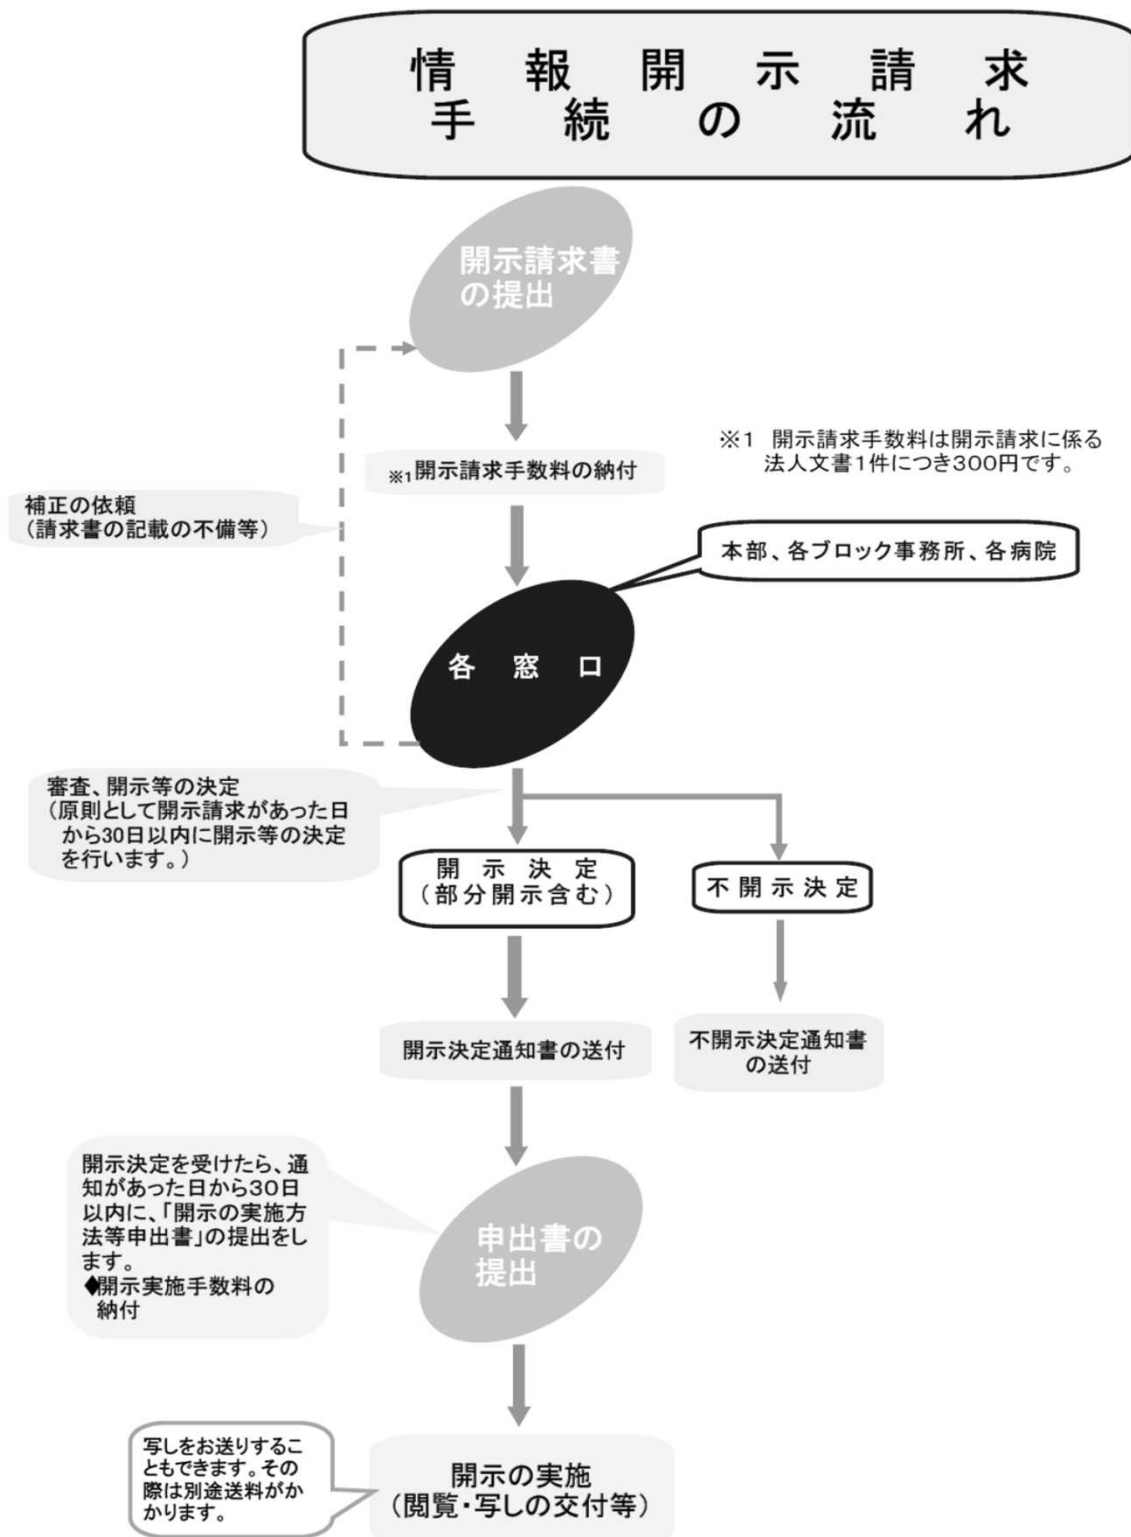 情報開示請求
手続の流れ
開示請求書
の提出
※1開示請求手数料の納付
※1　開示請求手数料は開示請求に係る
法人文書1件につき300円です。
補正の依頼
（請求書の記載の不備等）
本部、各ブロック事務所、各病院
各窓口
審査、開示等の決定
（原則として開示請求があった日
から30日以内に開示等の決定
を行います。）
開示決定
（部分開示含む）
不開示決定
開示決定通知書の送付
不開示決定通知書
の送付
開示決定を受けたら、通
知があった日から30日
以内に、「開示の実施方
法等申出書」の提出をし
ます。
◆開示実施手数料の
納付
申出書の
提出
写しをお送りするこ
ともできます。その
際は別途送料がか
かります。
開示の実施
（閲覧・写しの交付等）